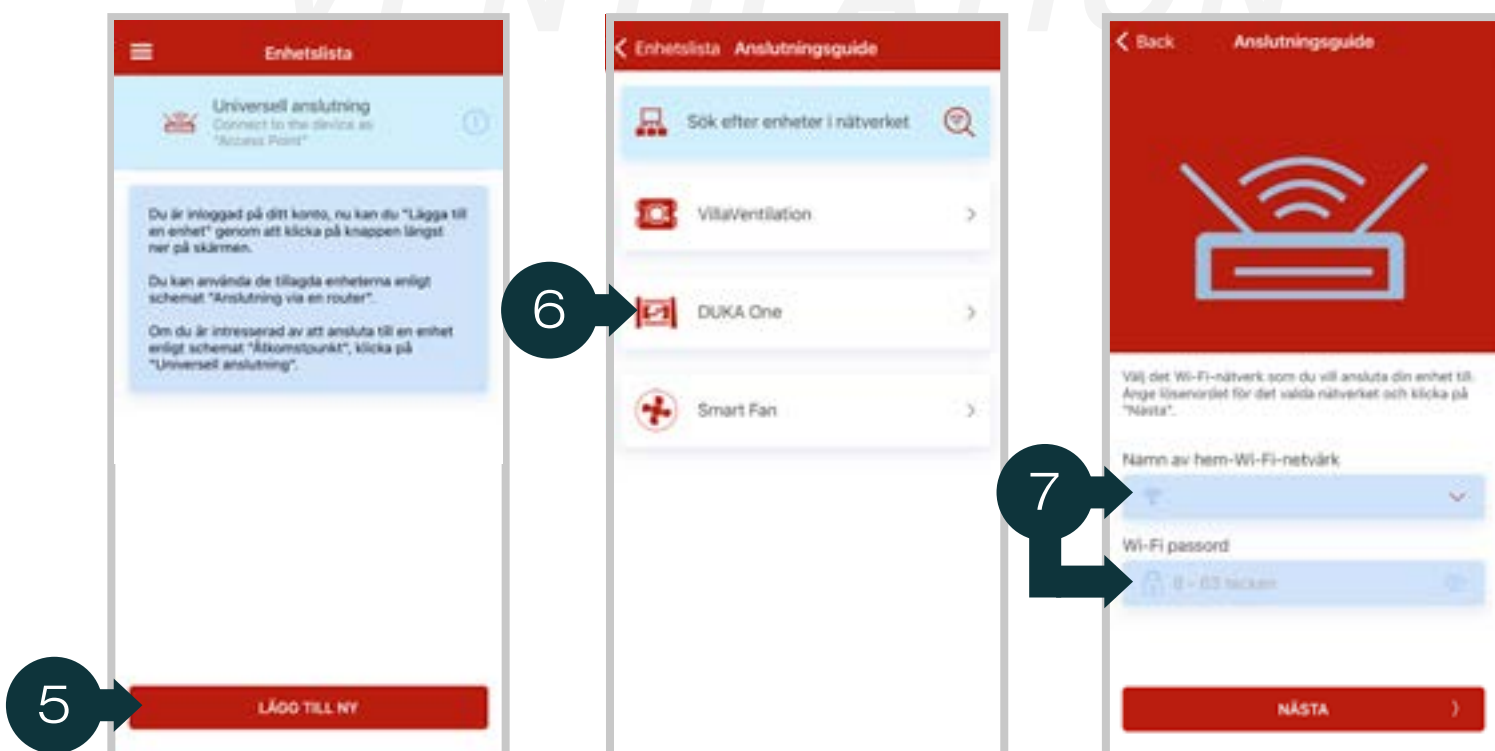 VENTILATION
Enhetslista
Universell anslutning
Connect to the device as
"Access Point"
Du är inloggad på ditt konto, nu kan du "Lägga till
en enhet" genom att klicka på knappen längst
ner på skärmen.
Du kan använda de tillagda enheterna enligt
schemat "Anslutning via en router".
Om du är intresserad av att ansluta till en enhet
enligt schemat "Åtkomstpunkt", klicka på
"Universell anslutning".
5
LÄGG TILL NY
Enhetslista Anslutningsguide
Sök efter enheter i nätverket
VillaVentilation
6
DUKA One
Smart Fan
Back Anslutningsguide
Välj det Wi-Fi-nätverk som du vill ansluta din enhet till.
Ange lösenordet för det valda nätverket och klicka på
"Nästa".
Namn av hem-Wi-Fi-netvärk
7
Wi-Fi passord
8 - 63 tecken
NÄSTA